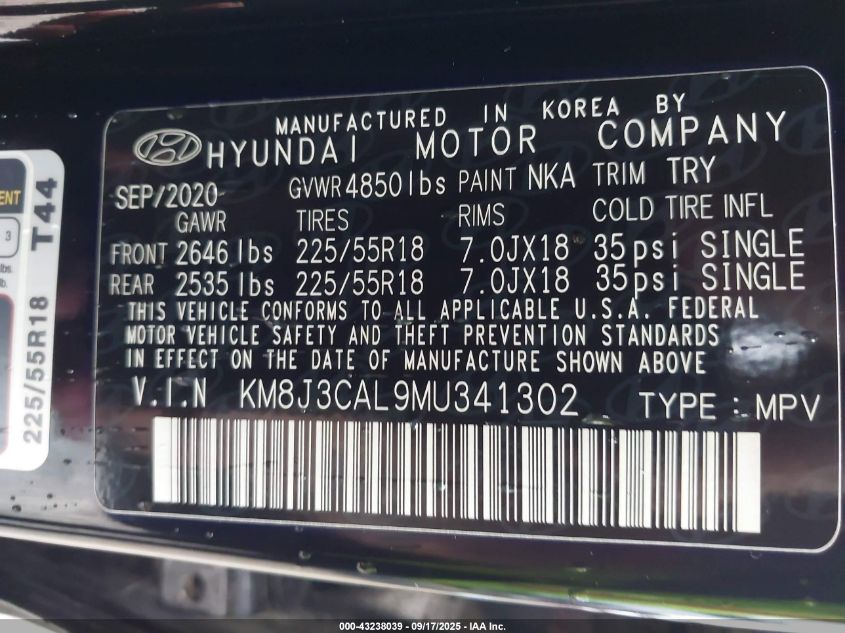 MANUFACTURED IN KOREA BY
HYUNDAI MOTOR COMPANY
SEP/2020 GVWR 4850 lbs PAINT NKA TRIM TRY
GAWR TIRES RIMS COLD TIRE INFL
FRONT 2646 lbs 225/55R18 7.0JX18 35psi SINGLE
REAR 2535 lbs 225/55R18 7.0JX18 35psi SINGLE
THIS VEHICLE CONFORMS TO ALL APPLICABLE U.S.A. FEDERAL
MOTOR VEHICLE SAFETY AND THEFT PREVENTION STANDARDS
IN EFFECT ON THE DATE OF MANUFACTURE SHOWN ABOVE
V.I.N KM8J3CAL9MU341302 TYPE : MPV
225/55R18 T44
3
lbs.
lb.
000-43238039 - 09/17/2025 - IAA Inc.